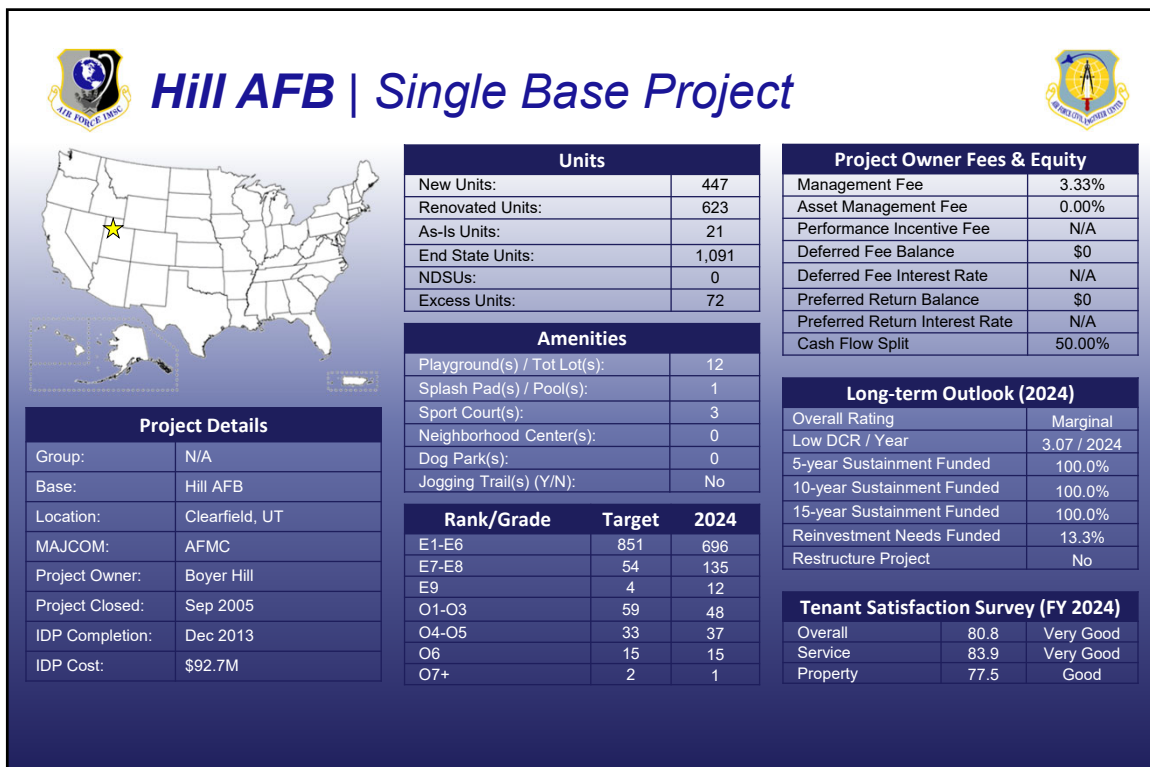 Hill AFB | Single Base Project
AIR FORCE IMSC
AIR FORCE CIVIL ENGINEER CENTER
Project Details
Group: N/A
Base: Hill AFB
Location: Clearfield, UT
MAJCOM: AFMC
Project Owner: Boyer Hill
Project Closed: Sep 2005
IDP Completion: Dec 2013
IDP Cost: $92.7M
Units
New Units: 447
Renovated Units: 623
As-Is Units: 21
End State Units: 1,091
NDSUs: 0
Excess Units: 72
Amenities
Playground(s) / Tot Lot(s): 12
Splash Pad(s) / Pool(s): 1
Sport Court(s): 3
Neighborhood Center(s): 0
Dog Park(s): 0
Jogging Trail(s) (Y/N): No
Rank/Grade Target 2024
E1-E6 851 696
E7-E8 54 135
E9 4 12
O1-O3 59 48
O4-O5 33 37
O6 15 15
O7+ 2 1
Project Owner Fees & Equity
Management Fee 3.33%
Asset Management Fee 0.00%
Performance Incentive Fee N/A
Deferred Fee Balance $0
Deferred Fee Interest Rate N/A
Preferred Return Balance $0
Preferred Return Interest Rate N/A
Cash Flow Split 50.00%
Long-term Outlook (2024)
Overall Rating Marginal
Low DCR / Year 3.07 / 2024
5-year Sustainment Funded 100.0%
10-year Sustainment Funded 100.0%
15-year Sustainment Funded 100.0%
Reinvestment Needs Funded 13.3%
Restructure Project No
Tenant Satisfaction Survey (FY 2024)
Overall 80.8 Very Good
Service 83.9 Very Good
Property 77.5 Good